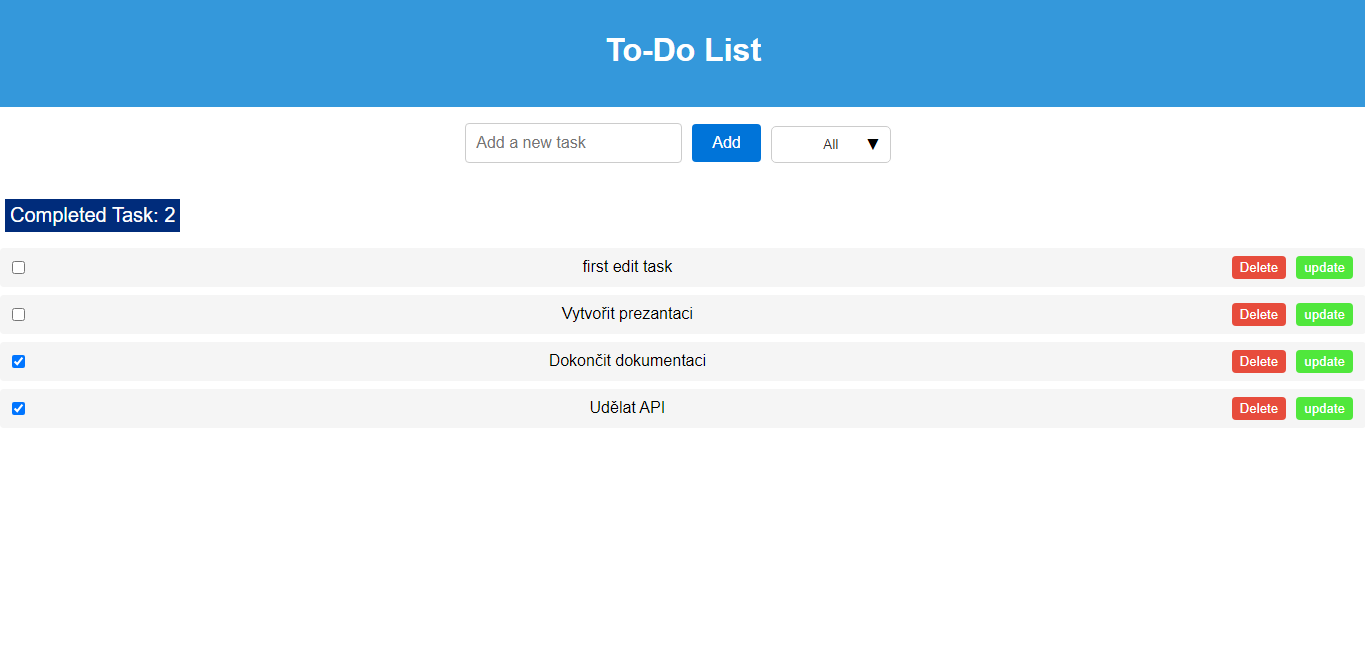 To-Do List
Add a new task Add All ▼
Completed Task: 2
first edit task Delete update
Vytvořit prezantaci Delete update
Dokončit dokumentaci Delete update
Udělat API Delete update